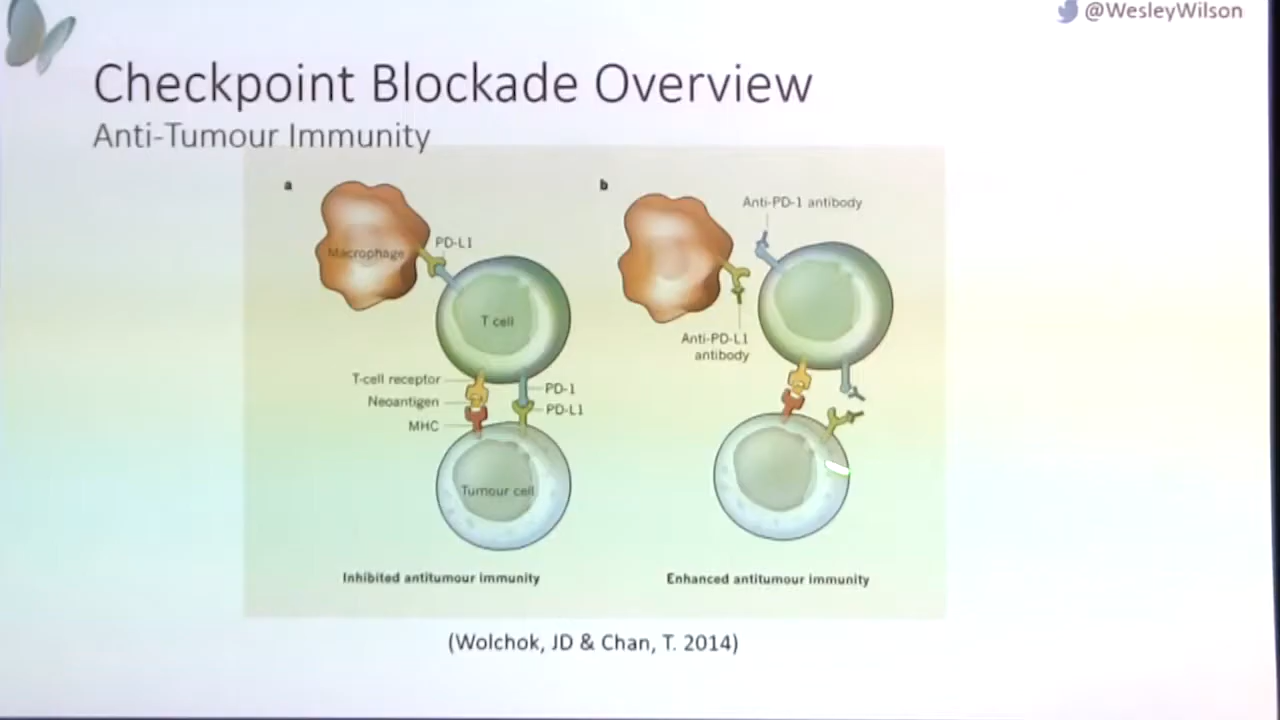 @WesleyWilson
Checkpoint Blockade Overview
Anti-Tumour Immunity
a
Macrophage
PD-L1
T cell
T-cell receptor
Neoantigen
MHC
PD-1
PD-L1
Tumour cell
Inhibited antitumour immunity
b
Anti-PD-1 antibody
Anti-PD-L1
antibody
Enhanced antitumour immunity
(Wolchok, JD & Chan, T. 2014)